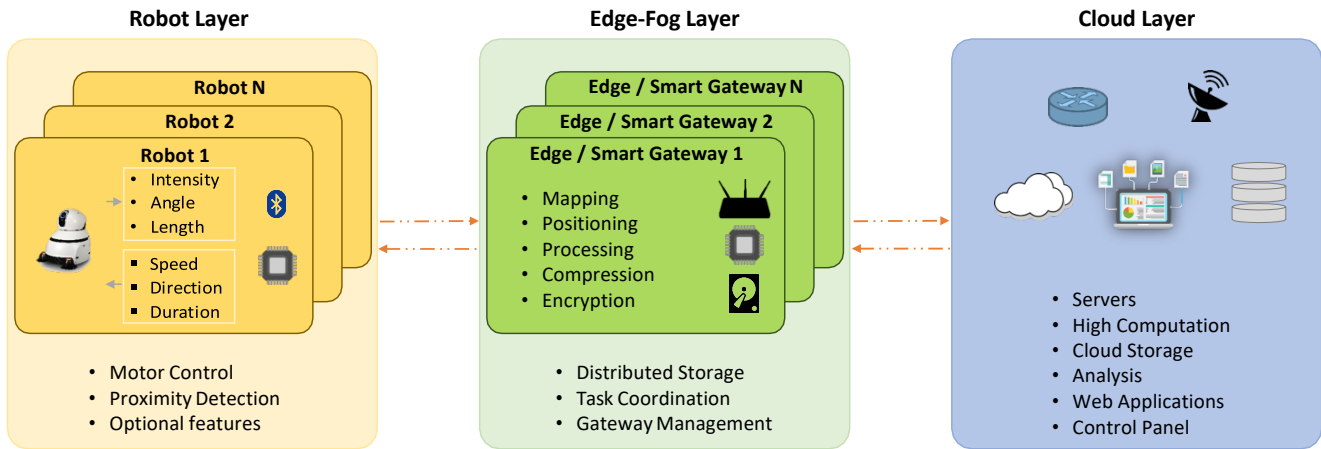 Robot Layer
Robot N
Robot 2
Robot 1
• Intensity
• Angle
• Length
▪ Speed
▪ Direction
▪ Duration
• Motor Control
• Proximity Detection
• Optional features
Edge-Fog Layer
Edge / Smart Gateway N
Edge / Smart Gateway 2
Edge / Smart Gateway 1
• Mapping
• Positioning
• Processing
• Compression
• Encryption
• Distributed Storage
• Task Coordination
• Gateway Management
Cloud Layer
• Servers
• High Computation
• Cloud Storage
• Analysis
• Web Applications
• Control Panel